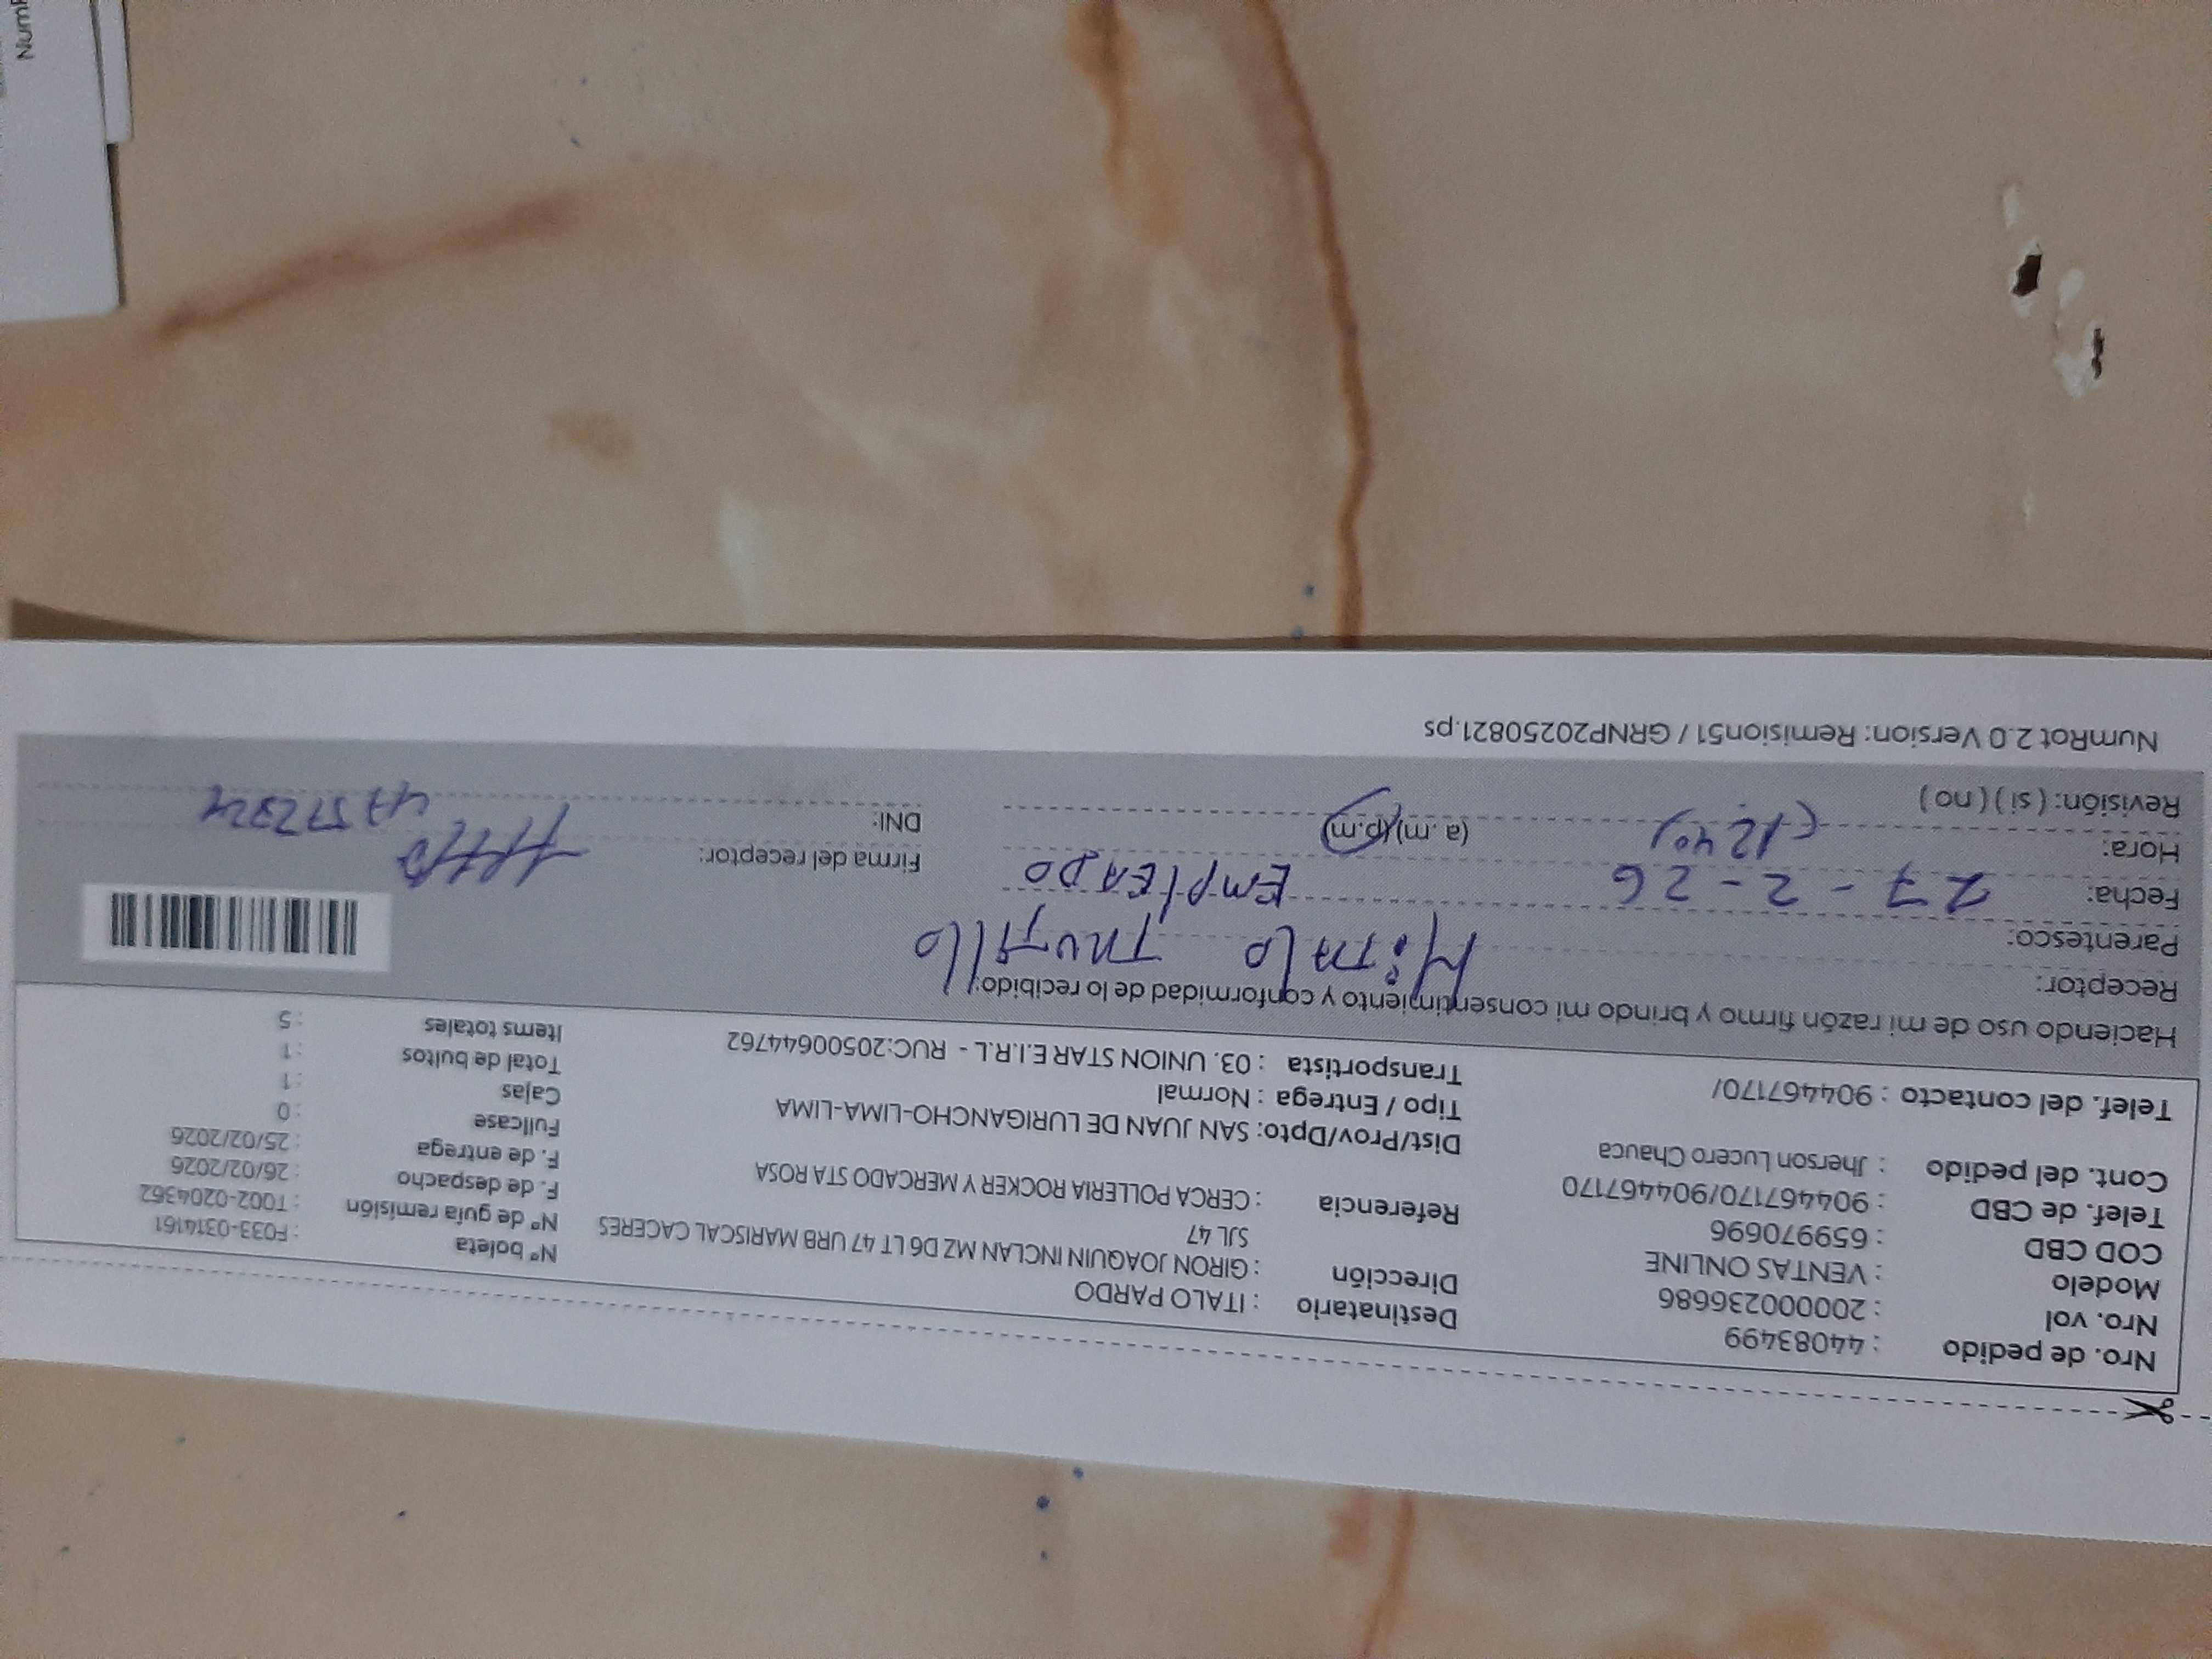 Nro. de pedido : 44083499
Nro. vol : 200000236686
Modelo : VENTAS ONLINE
COD CBD : 659970696
Telef. de CBD : 904467170/904467170
Cont. del pedido : Jherson Lucero Chauca
Telef. del contacto : 904467170/
Destinatario : ITALO PARDO
Dirección : GIRON JOAQUIN INCLAN MZ D6 LT 47 URB MARISCAL CACERES
SJL 47
Referencia : CERCA POLLERIA ROCKER Y MERCADO STA ROSA
Dist/Prov/Dpto: SAN JUAN DE LURIGANCHO-LIMA-LIMA
Tipo / Entrega : Normal
Transportista : 03. UNION STAR E.I.R.L - RUC:20500644762
Nº boleta : F033-0314161
Nº de guía remisión : T002-0204362
F. de despacho : 26/02/2026
F. de entrega : 25/02/2026
Fullcase : 0
Cajas : 1
Total de bultos : 1
Items totales : 5
Haciendo uso de mi razón firmo y brindo mi consentimiento y conformidad de lo recibido:
Receptor:
Parentesco: EMPLEADO
Fecha: 27-2-26
Hora: (12:40) (a.m) (p.m)
Revisión: ( si ) ( no )
Firma del receptor:
DNI:
NumRot 2.0 Version: Remision51 / GRNP20250821.ps